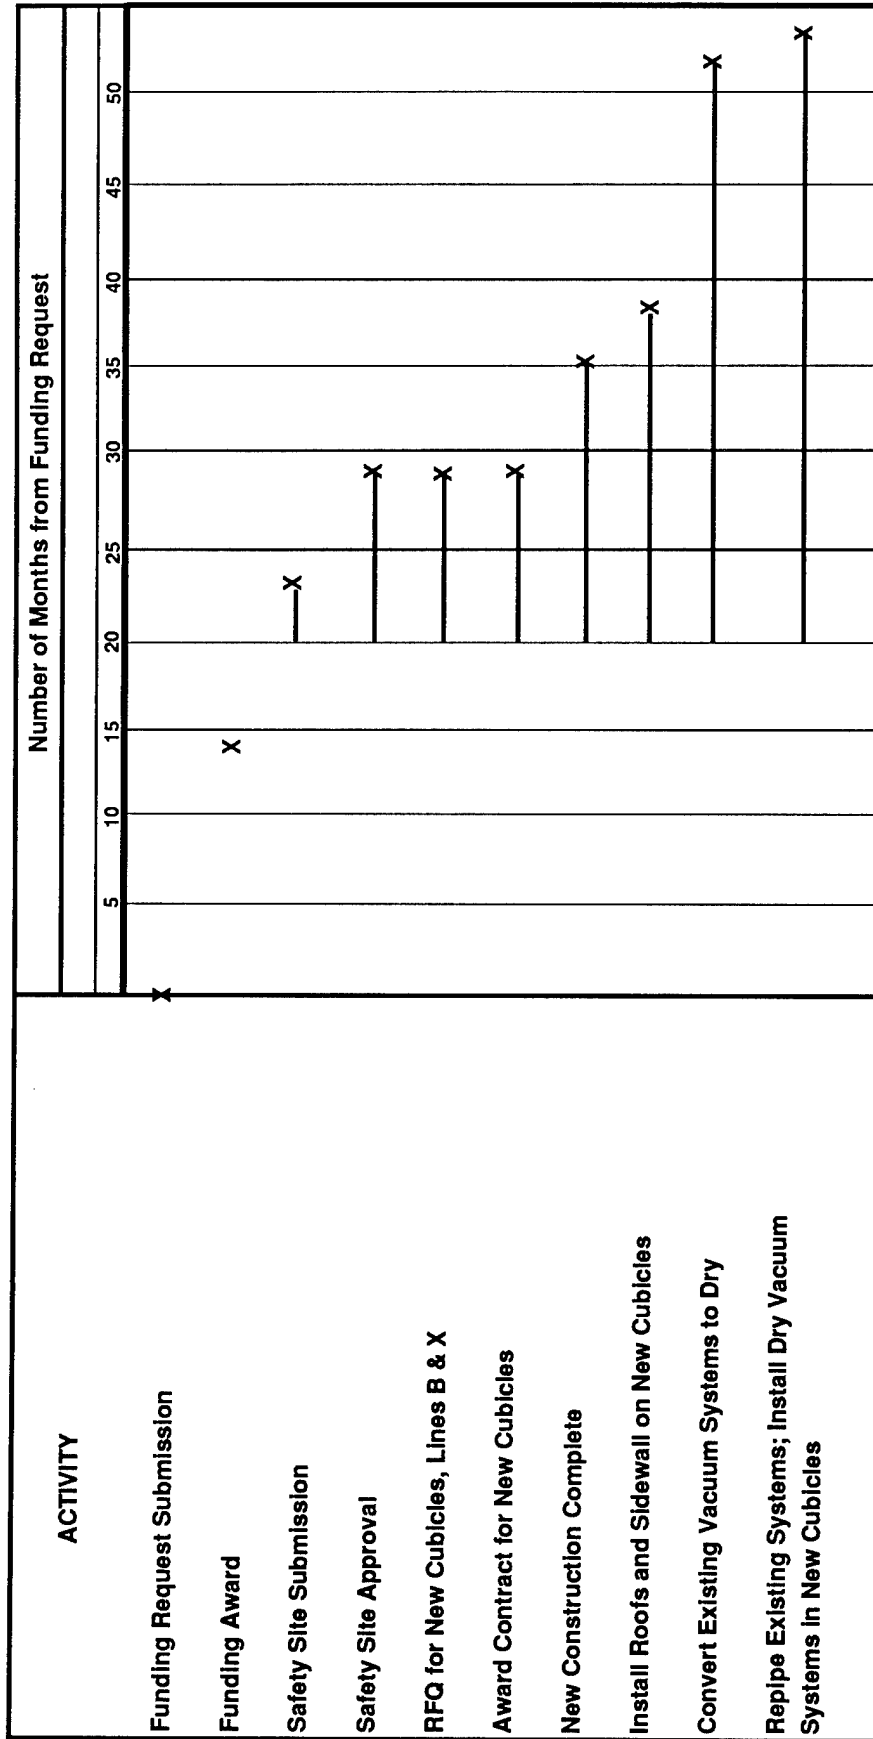 ACTIVITY
Number of Months from Funding Request
5 10 15 20 25 30 35 40 45 50
Funding Request Submission
X
Funding Award
X
Safety Site Submission
X
Safety Site Approval
X
RFQ for New Cubicles, Lines B & X
X
Award Contract for New Cubicles
X
New Construction Complete
X
Install Roofs and Sidewall on New Cubicles
X
Convert Existing Vacuum Systems to Dry
X
Repipe Existing Systems; Install Dry Vacuum
Systems in New Cubicles
X